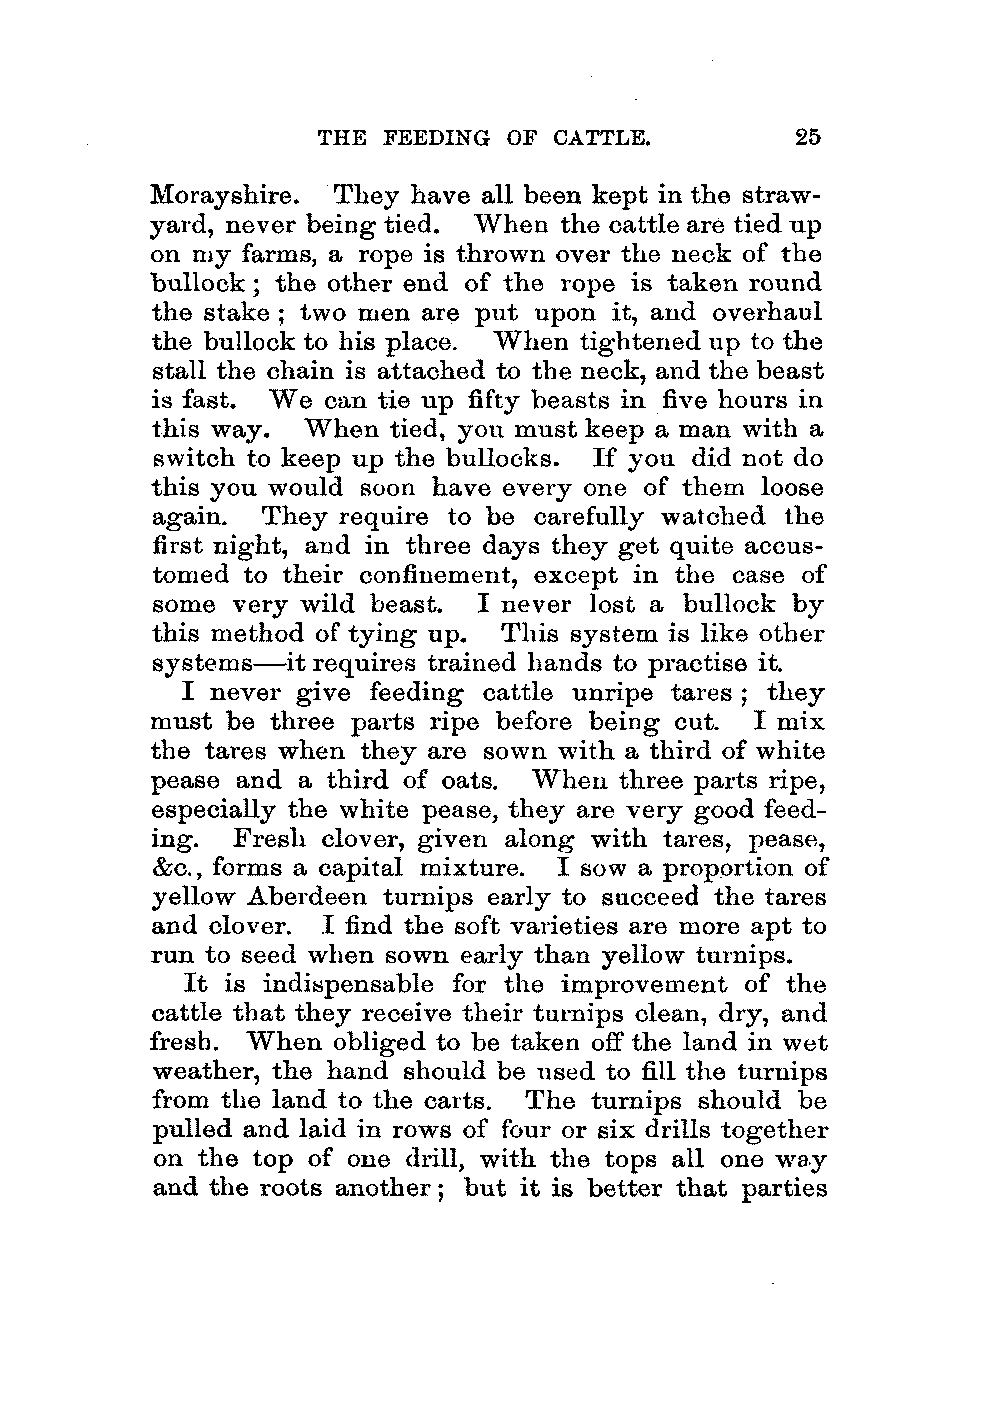 THE FEEDING OF CATTLE. 25
Morayshire. They have all been kept in the straw-
yard, never being tied. When the cattle are tied up
on my farms, a rope is thrown over the neck of the
bullock ; the other end of the rope is taken round
the stake ; two men are put upon it, and overhaul
the bullock to his place. When tightened up to the
stall the chain is attached to the neck, and the beast
is fast. We can tie up fifty beasts in five hours in
this way. When tied, you must keep a man with a
switch to keep up the bullocks. If you did not do
this you would soon have every one of them loose
again. They require to be carefully watched the
first night, and in three days they get quite accus-
tomed to their confinement, except in the case of
some very wild beast. I never lost a bullock by
this method of tying up. This system is like other
systems—it requires trained hands to practise it.
I never give feeding cattle unripe tares ; they
must be three parts ripe before being cut. I mix
the tares when they are sown with a third of white
pease and a third of oats. When three parts ripe,
especially the white pease, they are very good feed-
ing. Fresh clover, given along with tares, pease,
&c., forms a capital mixture. I sow a proportion of
yellow Aberdeen turnips early to succeed the tares
and clover. I find the soft varieties are more apt to
run to seed when sown early than yellow turnips.
It is indispensable for the improvement of the
cattle that they receive their turnips clean, dry, and
fresh. When obliged to be taken off the land in wet
weather, the hand should be used to fill the turnips
from the land to the carts. The turnips should be
pulled and laid in rows of four or six drills together
on the top of one drill, with the tops all one way
and the roots another ; but it is better that parties